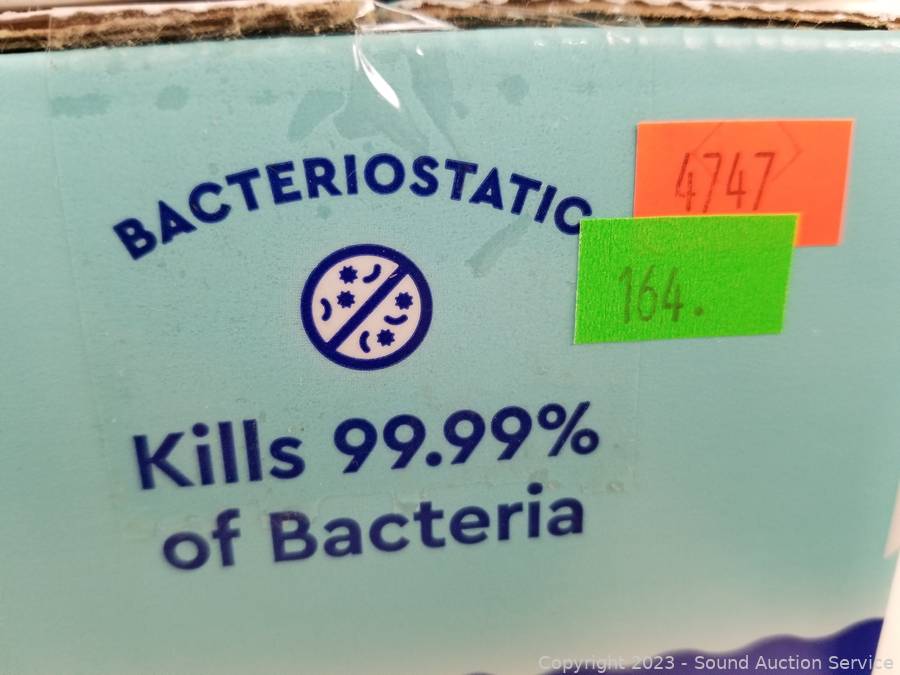 BACTERIOSTATIC
4747
164.
Kills 99.99%
of Bacteria
Copyright 2023 - Sound Auction Service